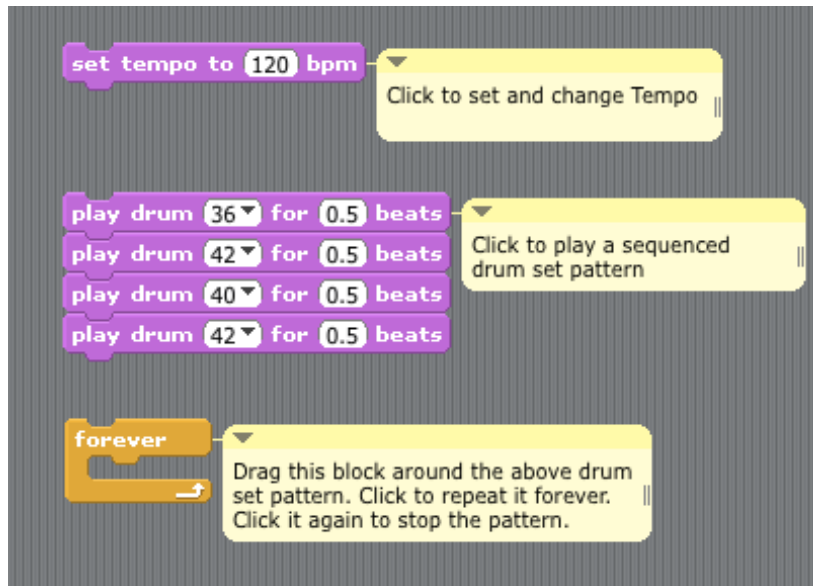 set tempo to 120 bpm
Click to set and change Tempo
play drum 36 for 0.5 beats
play drum 42 for 0.5 beats
play drum 40 for 0.5 beats
play drum 42 for 0.5 beats
Click to play a sequenced
drum set pattern
forever
Drag this block around the above drum
set pattern. Click to repeat it forever.
Click it again to stop the pattern.